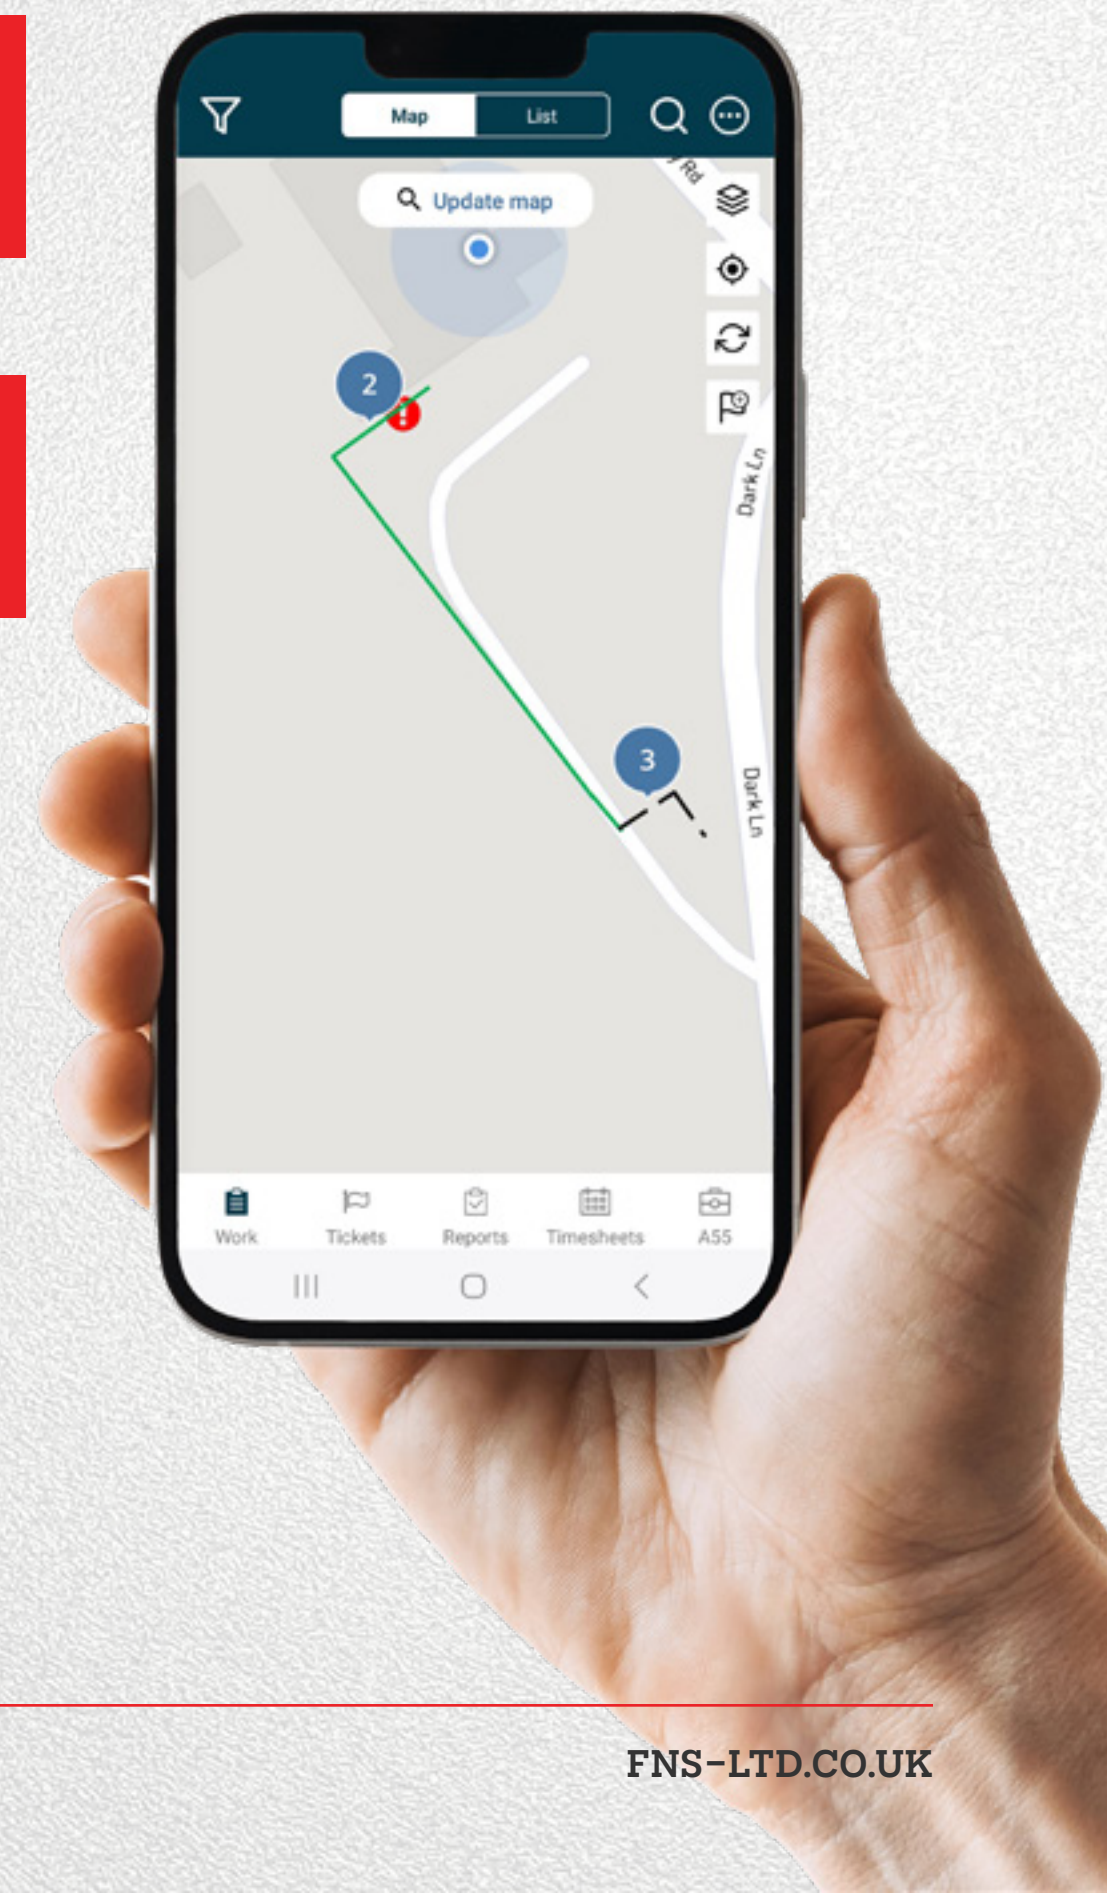 Map List
y Rd
Update map
2
Dark Ln
3
Dark Ln
Work Tickets Reports Timesheets A55
FNS-LTD.CO.UK